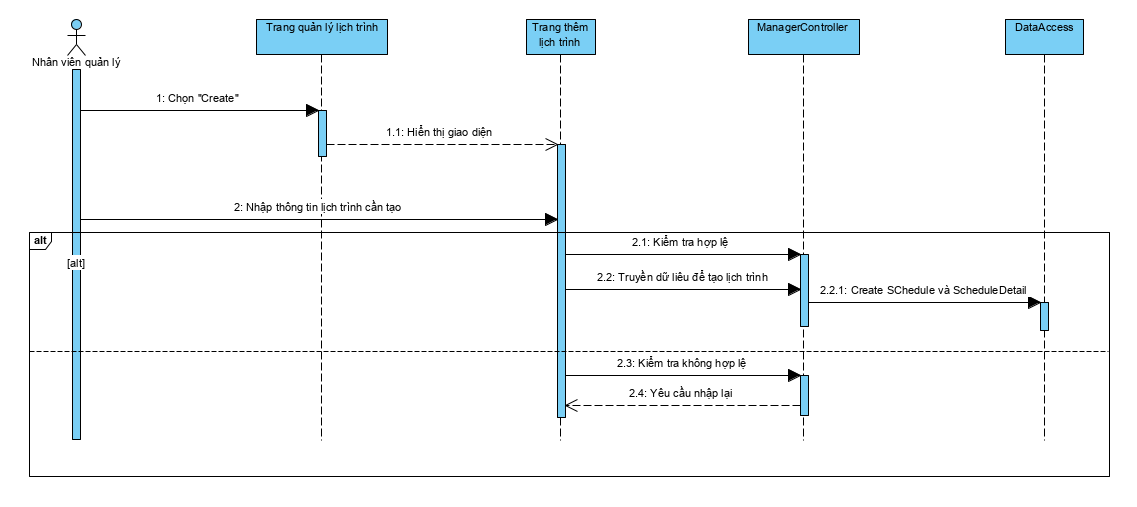 Nhân viên quản lý
Trang quản lý lịch trình
Trang thêm
lịch trình
ManagerController
DataAccess
1: Chọn "Create"
1.1: Hiển thị giao diện
2: Nhập thông tin lịch trình cần tạo
alt
[alt]
2.1: Kiểm tra hợp lệ
2.2: Truyền dữ liêu để tạo lịch trình
2.2.1: Create SChedule và ScheduleDetail
2.3: Kiểm tra không hợp lệ
2.4: Yêu cầu nhập lại